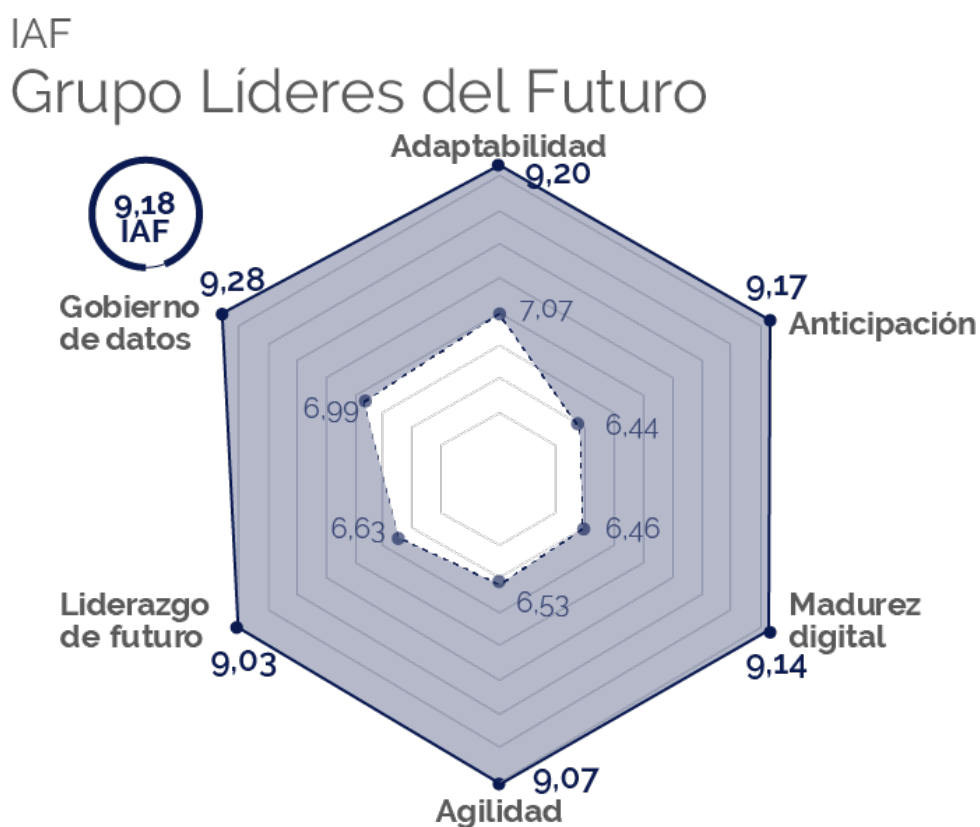 IAF
Grupo Líderes del Futuro
Adaptabilidad
9,20
9,18
IAF
9,28
Gobierno
de datos
9,17
Anticipación
7,07
6,99
6,44
6,63
6,46
6,53
Liderazgo
de futuro
9,03
Madurez
digital
9,14
9,07
Agilidad